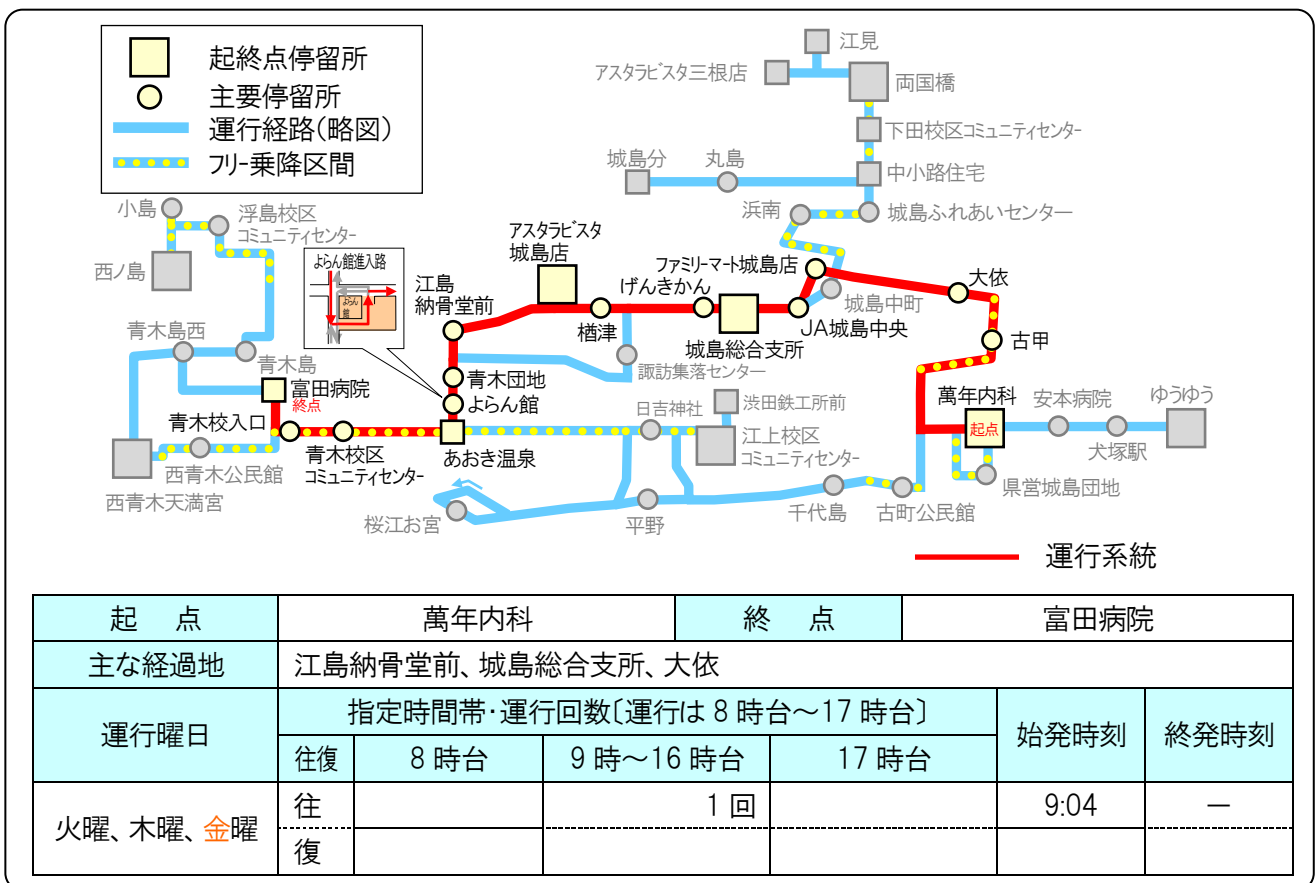 起終点停留所
主要停留所
運行経路(略図)
フリー乗降区間
江見
アスタラビスタ三根店
両国橋
下田校区コミュニティセンター
城島分
丸島
中小路住宅
小島
浮島校区
コミュニティセンター
浜南
城島ふれあいセンター
西ノ島
よらん館進入路
よらん
館
江島
納骨堂前
アスタラビスタ
城島店
ファミリーマート城島店
げんきかん
大依
城島中町
楢津
城島総合支所
JA城島中央
古甲
青木島西
青木島
諏訪集落センター
富田病院
終点
青木団地
よらん館
日吉神社
渋田鉄工所前
萬年内科
起点
安本病院
ゆうゆう
青木校入口
青木校区
コミュニティセンター
あおき温泉
江上校区
コミュニティセンター
犬塚駅
西青木公民館
西青木天満宮
県営城島団地
桜江お宮
平野
千代島
古町公民館
運行系統
起 点 萬年内科 終 点 富田病院
主な経過地 江島納骨堂前、城島総合支所、大依
運行曜日 指定時間帯・運行回数〔運行は8時台～17時台〕 始発時刻 終発時刻
往復 8時台 9時～16時台 17時台
火曜、木曜、金曜 往 1回 9:04 －
復